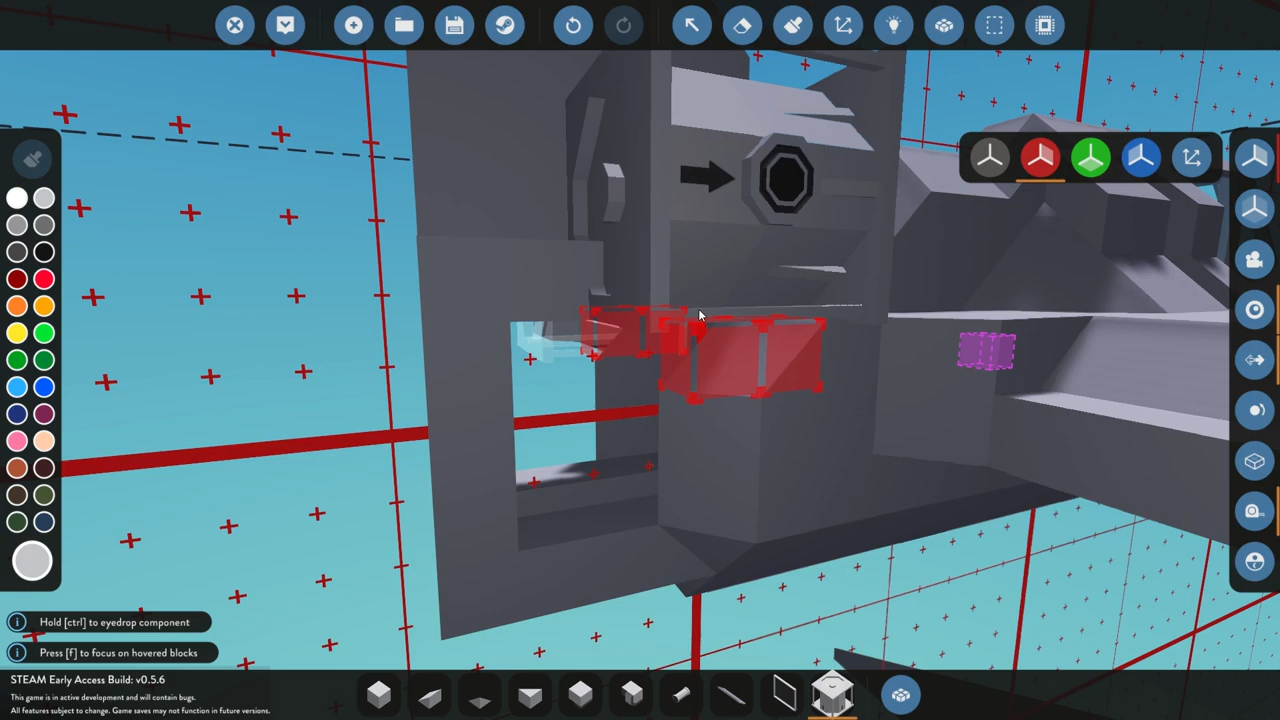 Hold [ctrl] to eyedrop component
Press [f] to focus on hovered blocks
STEAM Early Access Build: v0.5.6
This game is in active development and will contain bugs.
All features subject to change. Game saves may not function in future versions.